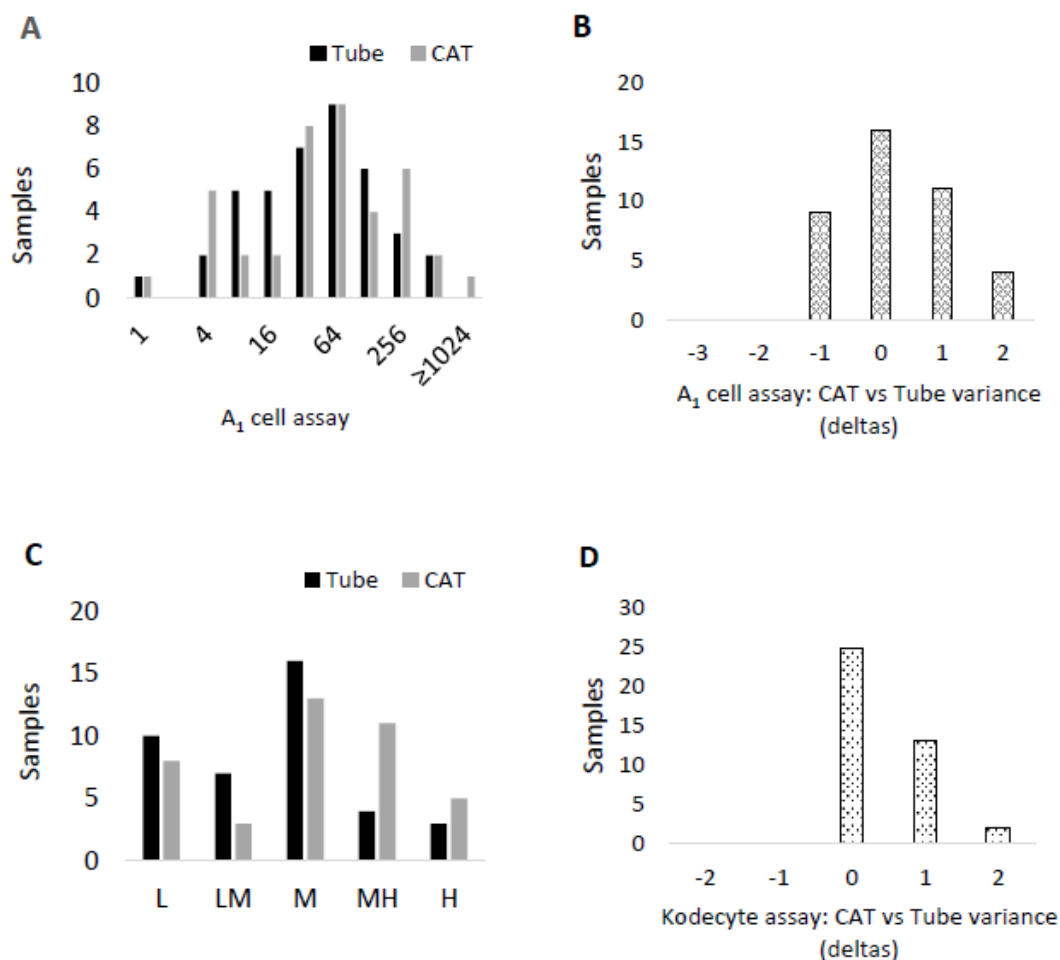 A
Tube CAT
10
8
6
4
2
0
Samples
1 4 16 64 256 ≥1024
A₁ cell assay
B
20
15
10
5
0
Samples
-3 -2 -1 0 1 2
A₁ cell assay: CAT vs Tube variance
(deltas)
C
Tube CAT
20
15
10
5
0
Samples
L LM M MH H
D
30
25
20
15
10
5
0
Samples
-2 -1 0 1 2
Kodecyte assay: CAT vs Tube variance
(deltas)